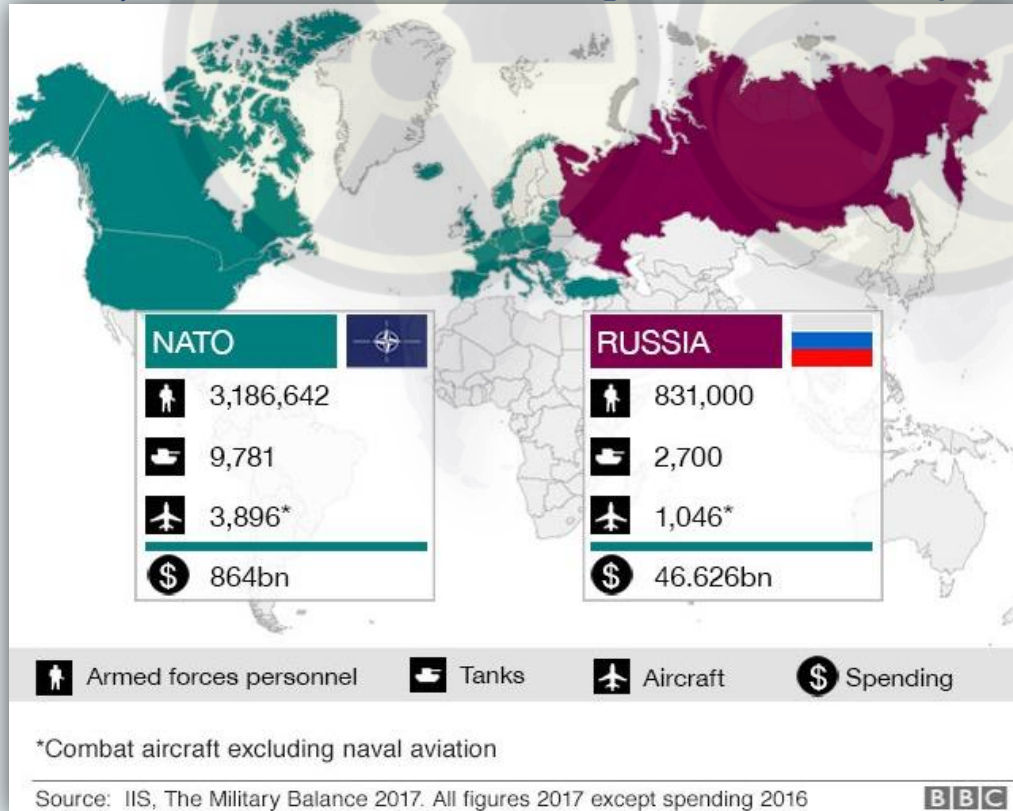 NATO
3,186,642
9,781
3,896*
864bn
RUSSIA
831,000
2,700
1,046*
46.626bn
Armed forces personnel
Tanks
Aircraft
Spending
*Combat aircraft excluding naval aviation
Source: IIS, The Military Balance 2017. All figures 2017 except spending 2016
BBC